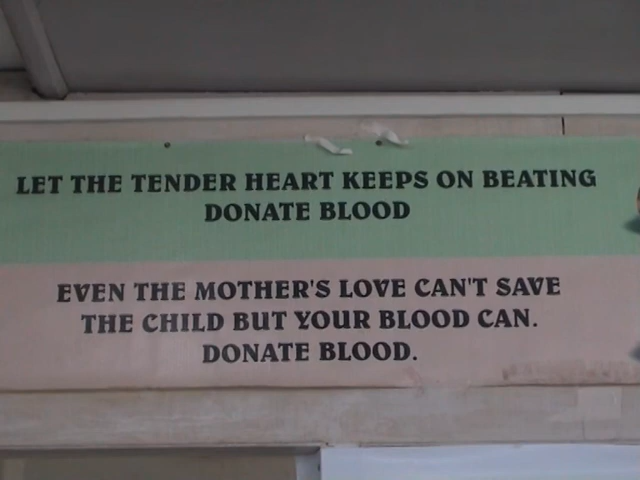 LET THE TENDER HEART KEEPS ON BEATING
DONATE BLOOD
EVEN THE MOTHER'S LOVE CAN'T SAVE
THE CHILD BUT YOUR BLOOD CAN.
DONATE BLOOD.